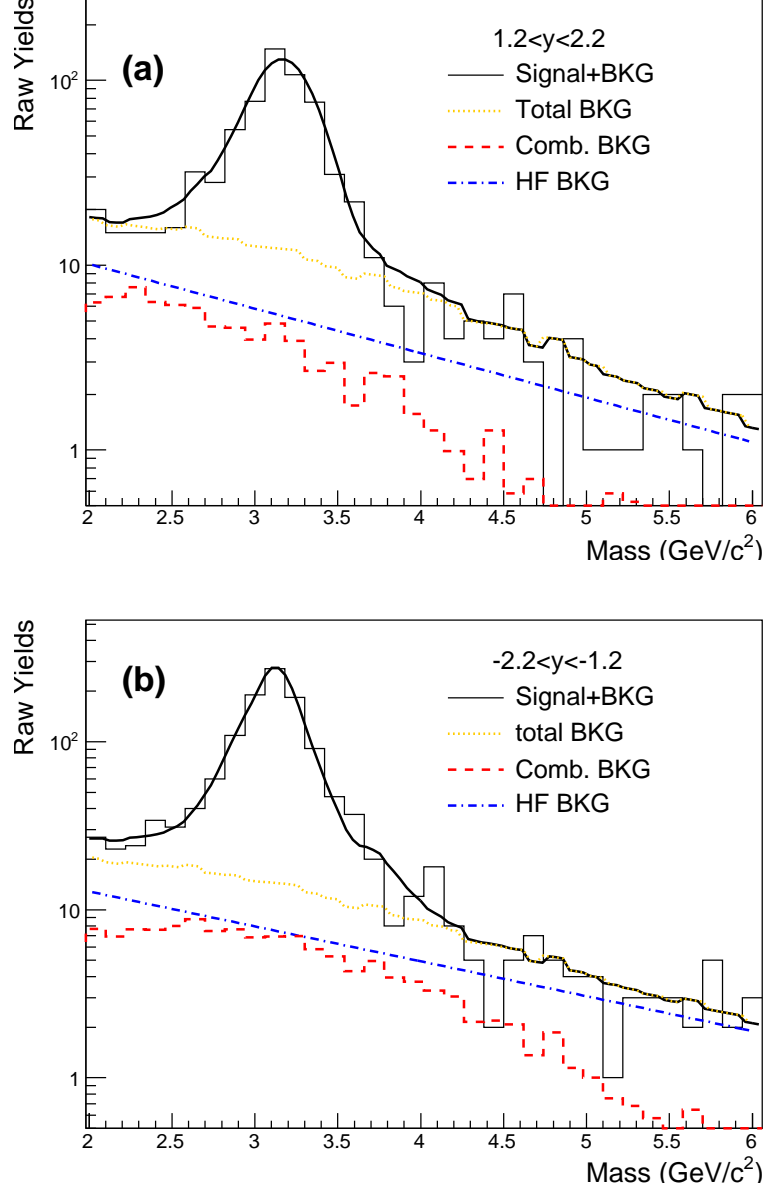 Raw Yields
10²
10
1
(a)
1.2<y<2.2
Signal+BKG
Total BKG
Comb. BKG
HF BKG
2 2.5 3 3.5 4 4.5 5 5.5 6
Mass (GeV/c²)
Raw Yields
10²
10
1
(b)
-2.2<y<-1.2
Signal+BKG
total BKG
Comb. BKG
HF BKG
2 2.5 3 3.5 4 4.5 5 5.5 6
Mass (GeV/c²)